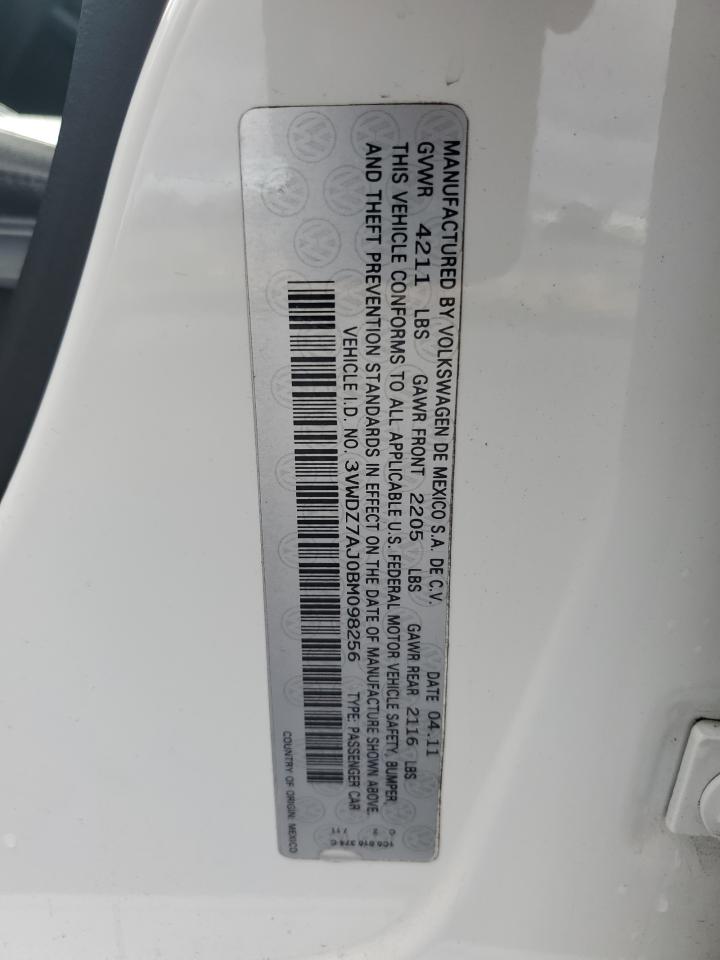 MANUFACTURED BY VOLKSWAGEN DE MEXICO S.A. DE C.V. DATE 04.11
GVWR 4211 LBS GAWR FRONT 2205 LBS GAWR REAR 2116 LBS
THIS VEHICLE CONFORMS TO ALL APPLICABLE U.S. FEDERAL MOTOR VEHICLE SAFETY, BUMPER,
AND THEFT PREVENTION STANDARDS IN EFFECT ON THE DATE OF MANUFACTURE SHOWN ABOVE.
VEHICLE I.D. NO. 3VWDZ7AJ0BM098256 TYPE: PASSENGER CAR
COUNTRY OF ORIGIN: MEXICO